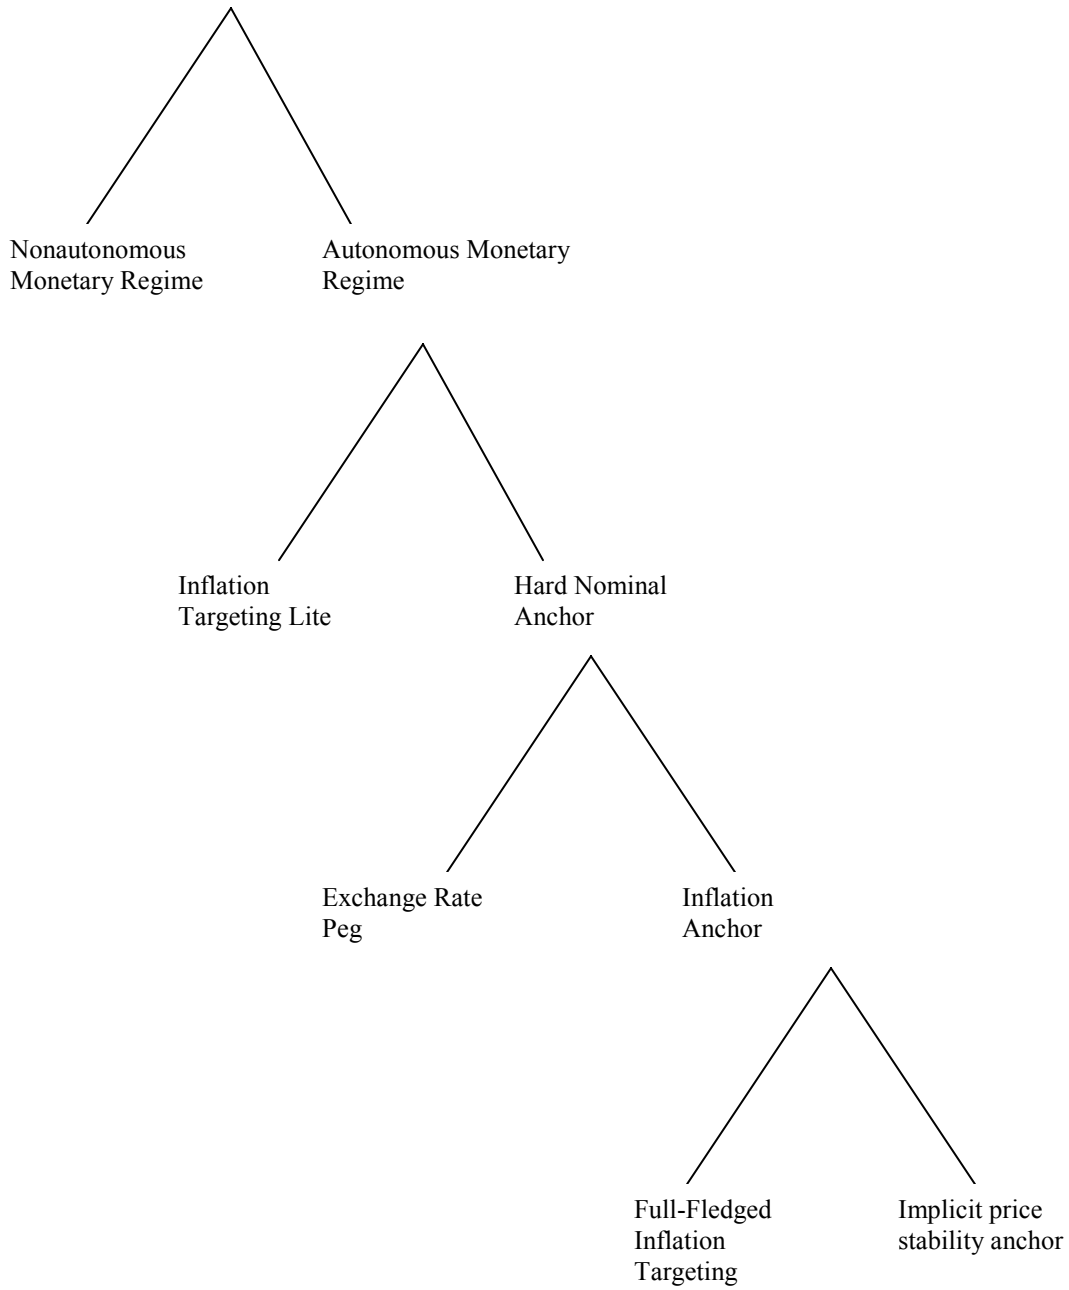 Nonautonomous
Monetary Regime
Autonomous Monetary
Regime
Inflation
Targeting Lite
Hard Nominal
Anchor
Exchange Rate
Peg
Inflation
Anchor
Full-Fledged
Inflation
Targeting
Implicit price
stability anchor